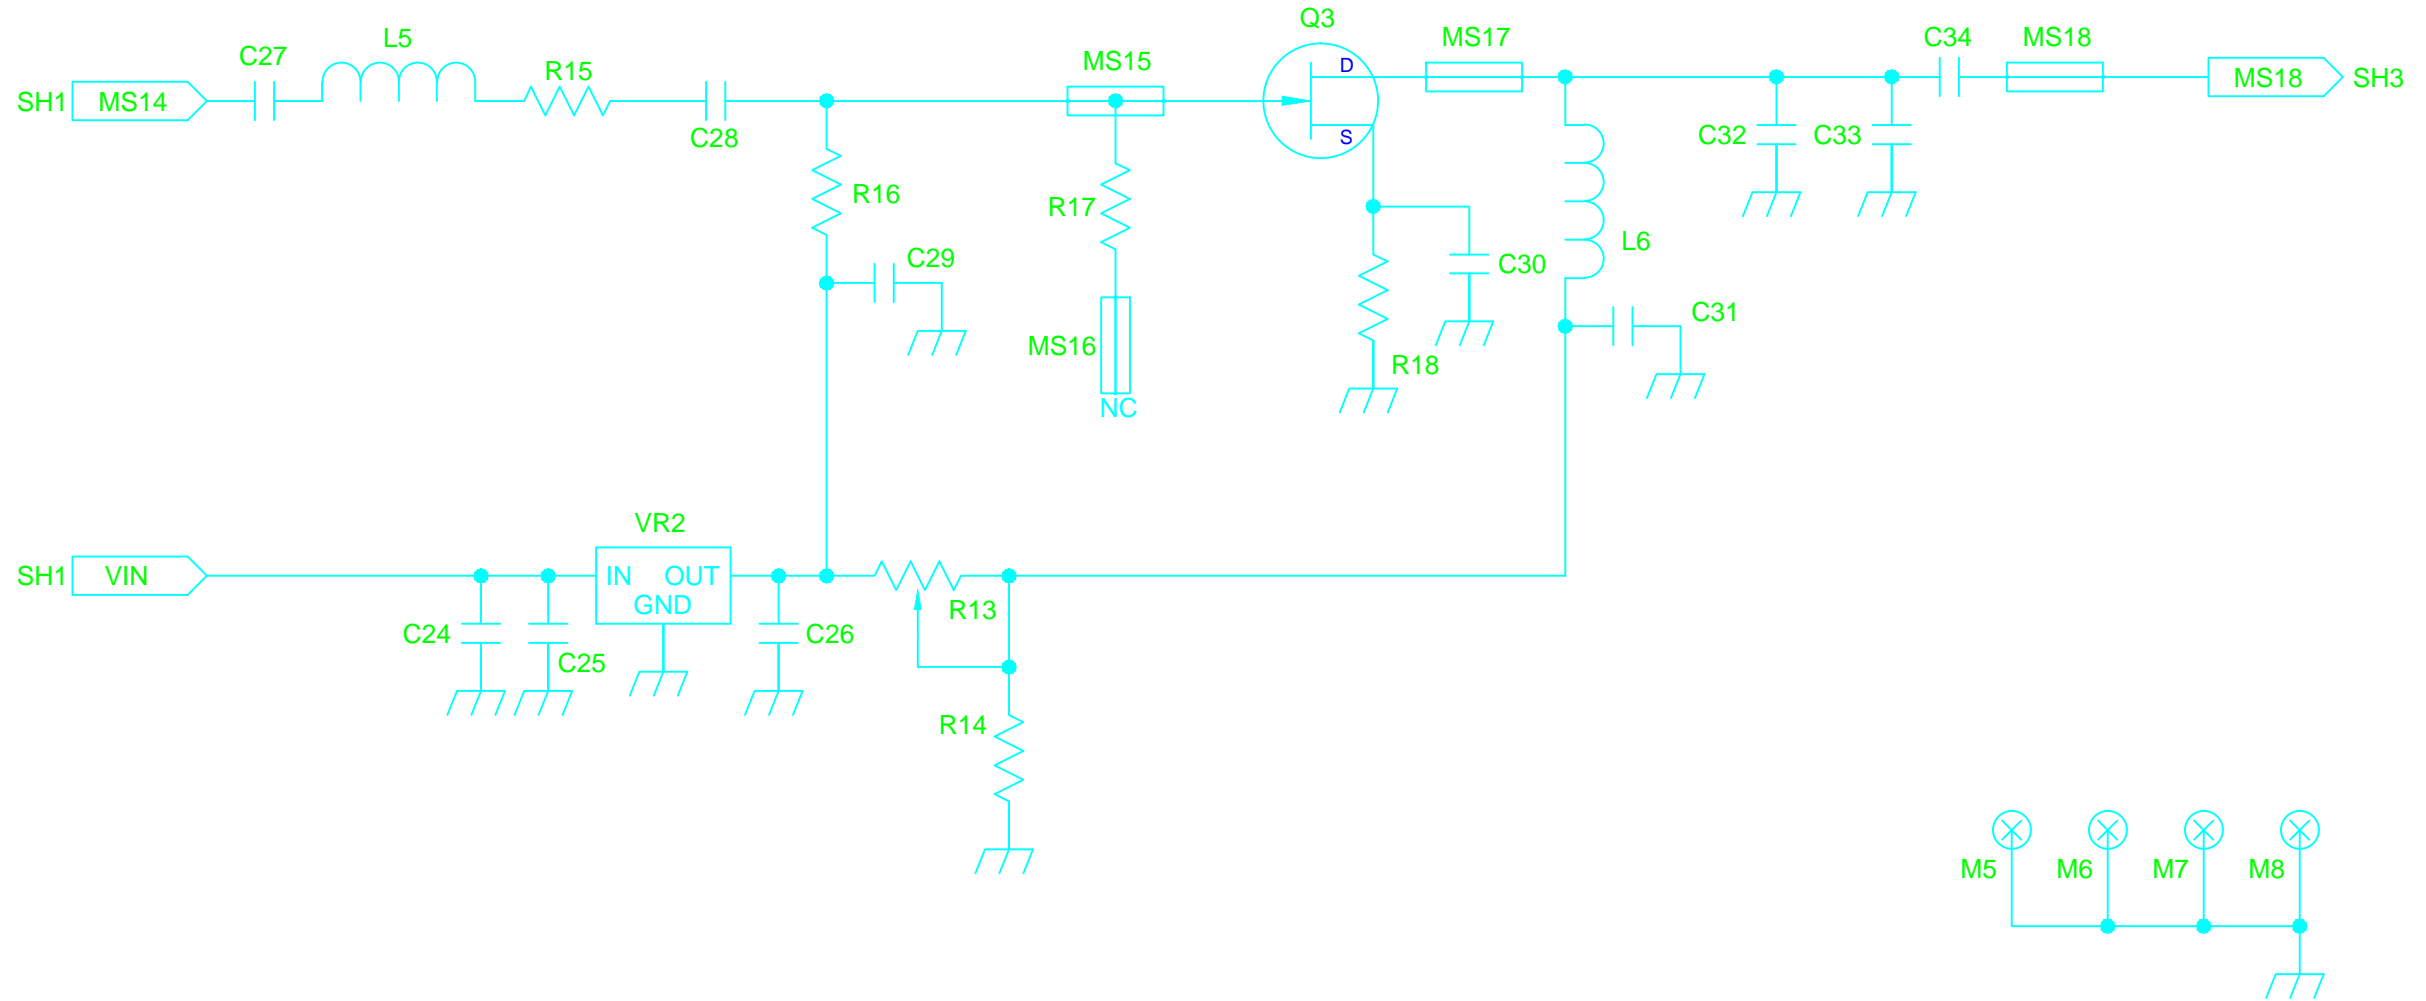 Q3
MS17
C34
MS18
L5
C27
MS15
R15
D
SH1
MS14
MS18
SH3
C28
S
C32
C33
R16
R17
L6
C29
C30
C31
MS16
R18
NC
VR2
SH1
VIN
IN
OUT
GND
R13
C24
C26
C25
R14
M5
M6
M7
M8